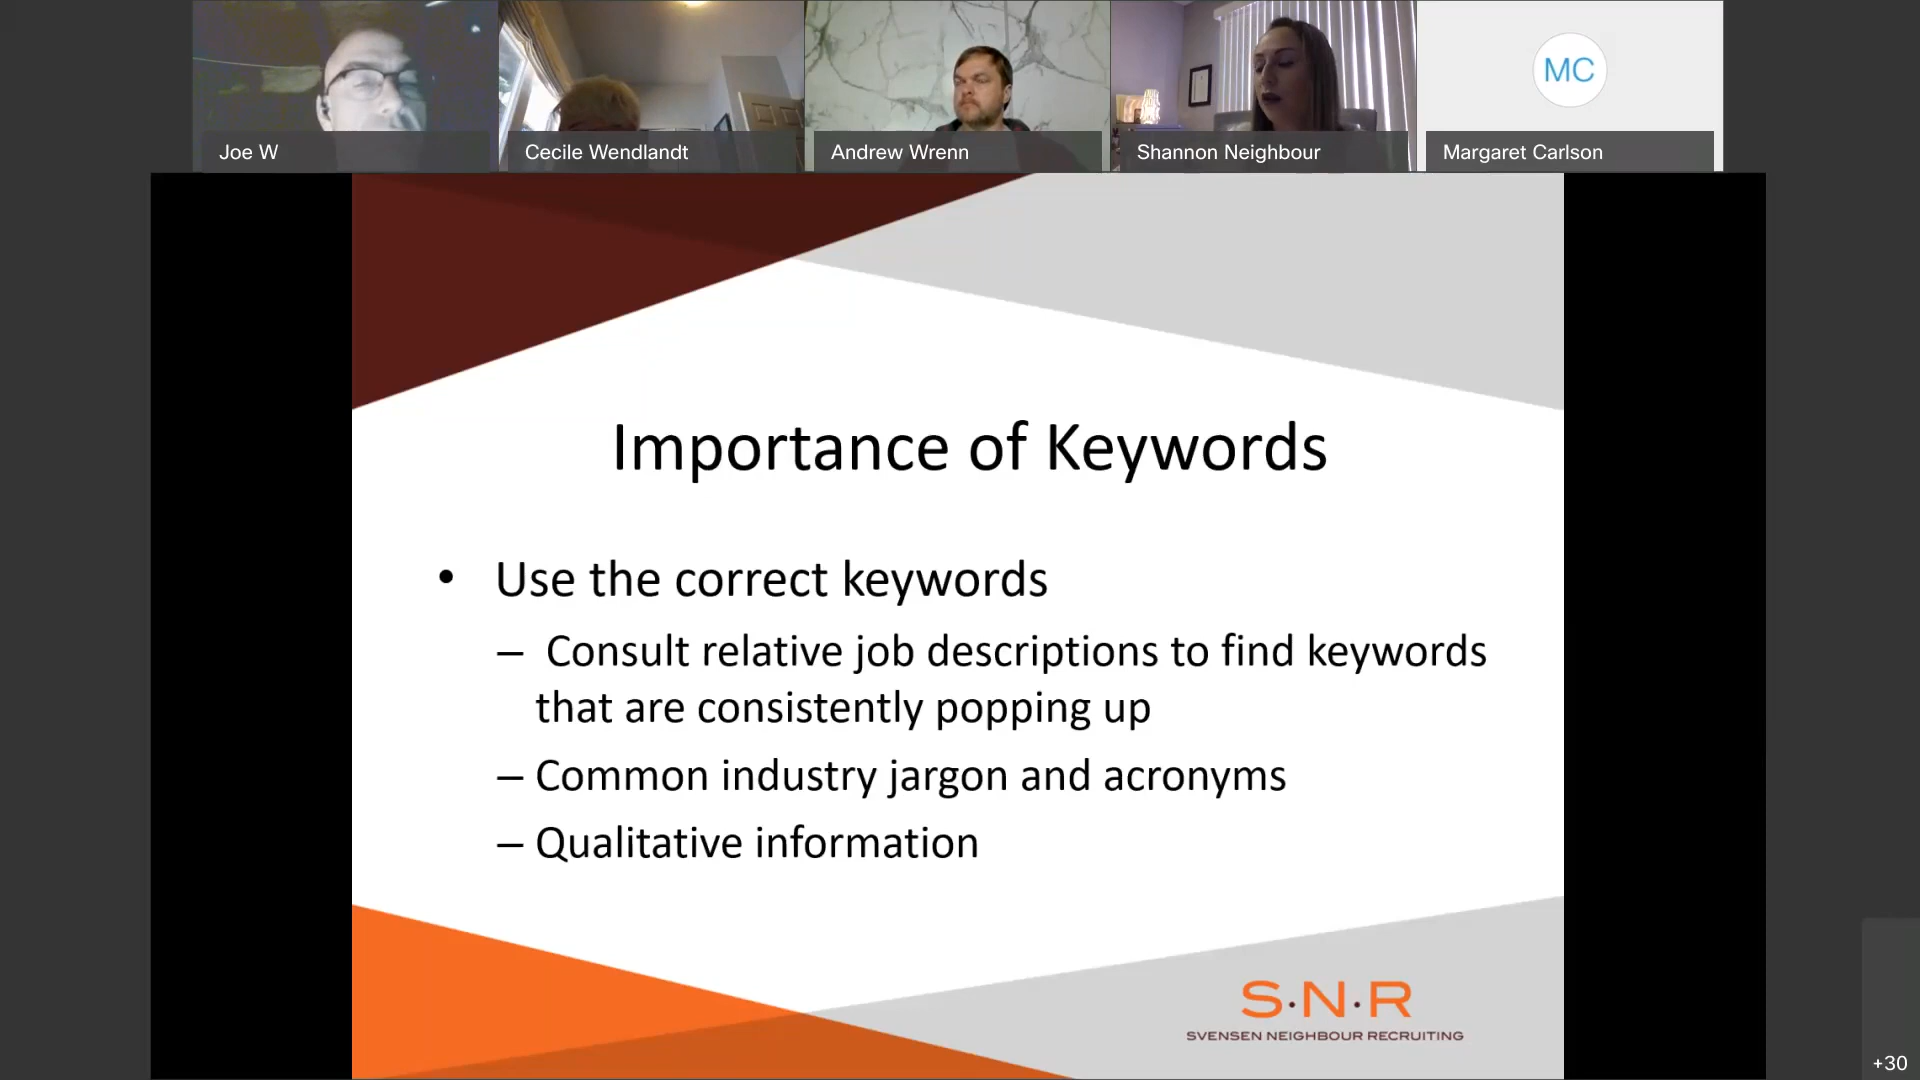 MC
Joe W
Cecile Wendlandt
Andrew Wrenn
Shannon Neighbour
Margaret Carlson
Importance of Keywords
• Use the correct keywords
– Consult relative job descriptions to find keywords
that are consistently popping up
– Common industry jargon and acronyms
– Qualitative information
S·N·R
SVENSEN NEIGHBOUR RECRUITING
+30